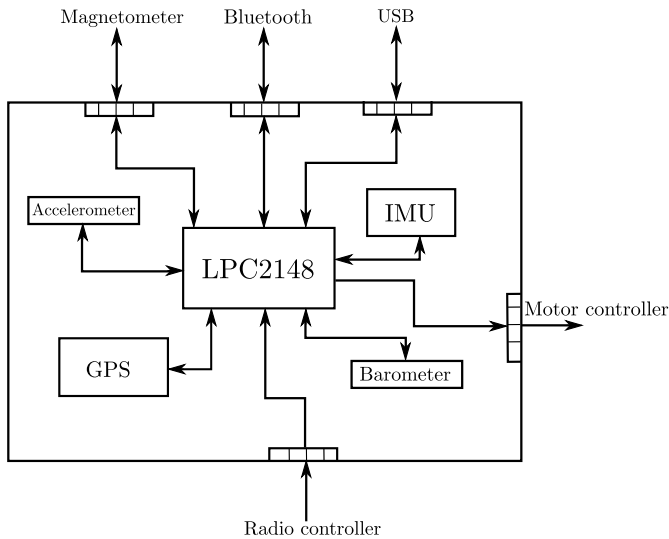 Magnetometer
Bluetooth
USB
Accelerometer
IMU
LPC2148
Motor controller
GPS
Barometer
Radio controller